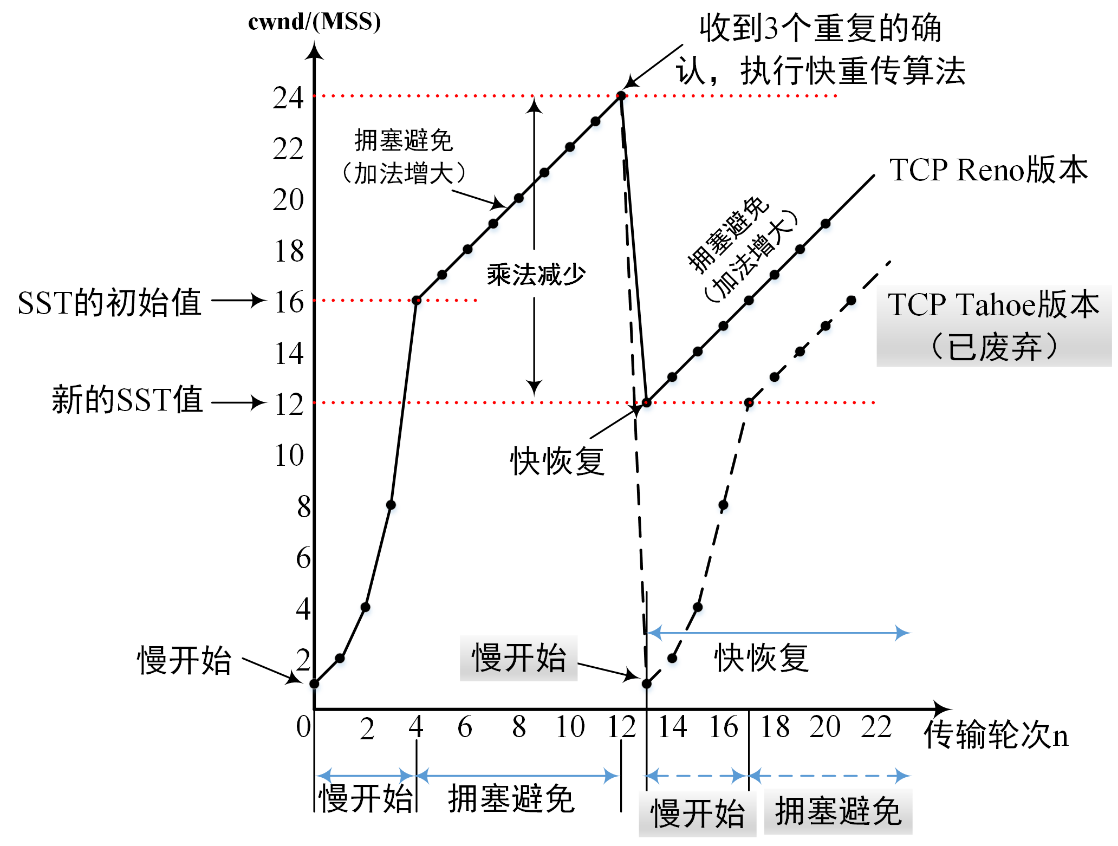 cwnd/(MSS)
收到3个重复的确
认，执行快重传算法
24
22
20
18
16
14
12
10
8
6
4
2
0
拥塞避免
（加法增大）
乘法减少
TCP Reno版本
拥塞避免
（加法增大）
SST的初始值
TCP Tahoe版本
（已废弃）
新的SST值
快恢复
慢开始
慢开始
快恢复
2 4 6 8 10 12 14 16 18 20 22
传输轮次n
慢开始 拥塞避免
慢开始 拥塞避免